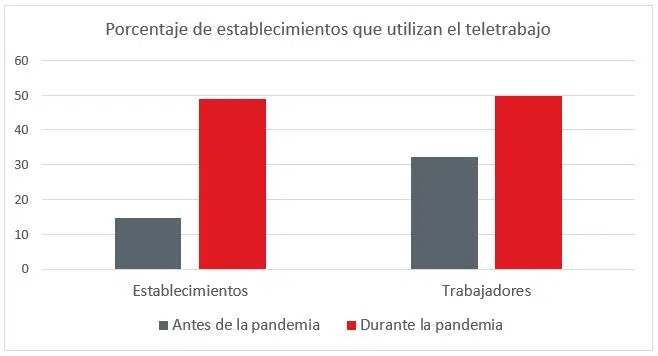 Porcentaje de establecimientos que utilizan el teletrabajo
60
50
40
30
20
10
0
Establecimientos Trabajadores
Antes de la pandemia Durante la pandemia